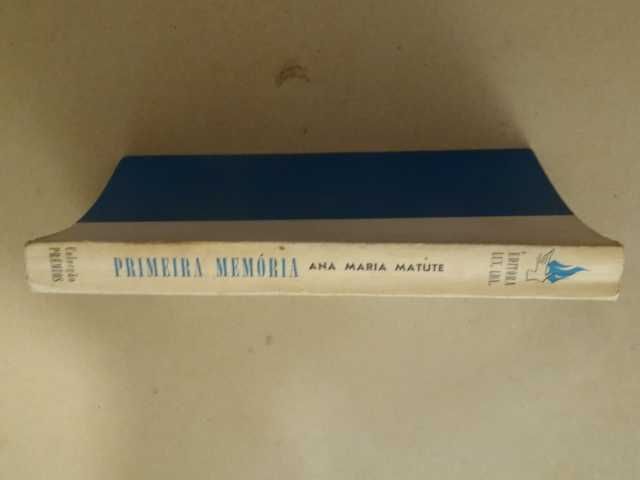 Colecção
PRÉMIOS
PRIMEIRA MEMÓRIA
ANA MARIA MATUTE
EDITORA
LUX, LDA.